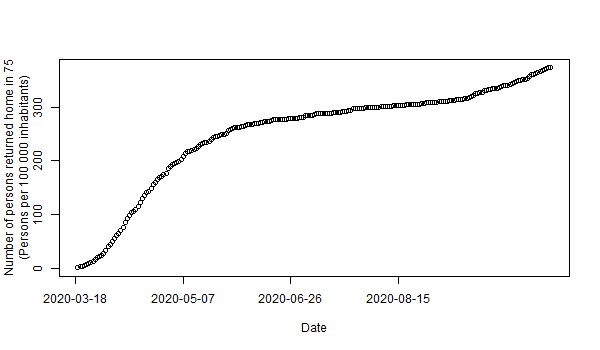 Number of persons returned home in 75
(Persons per 100 000 inhabitants)
300
200
100
0
2020-03-18 2020-05-07 2020-06-26 2020-08-15
Date